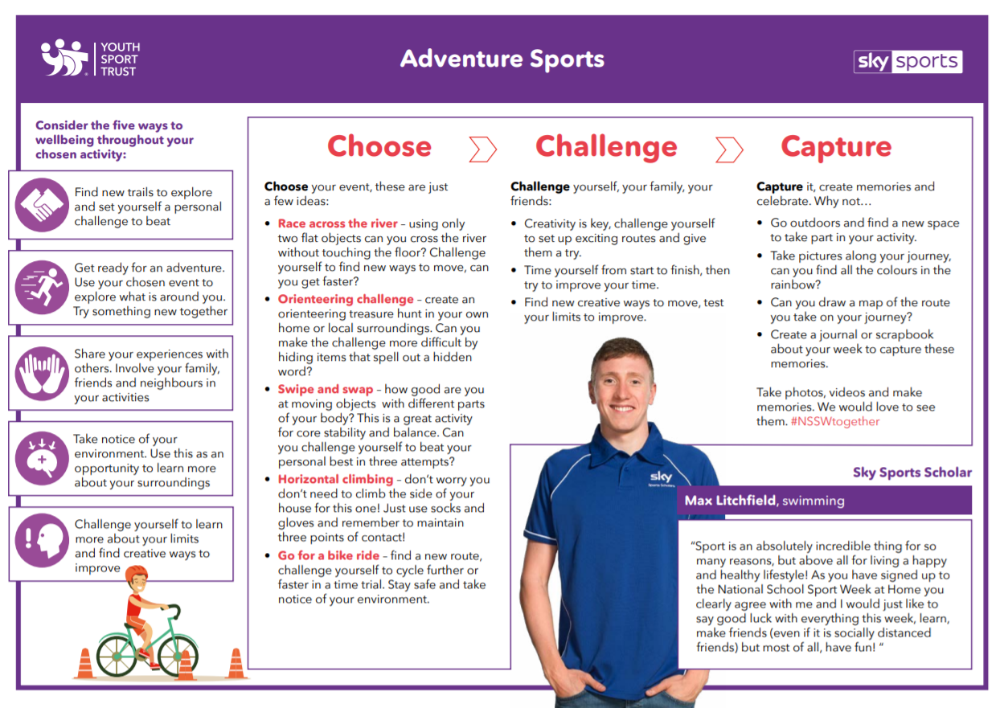 YOUTH
SPORT
TRUST
Adventure Sports
sky sports
Consider the five ways to
wellbeing throughout your
chosen activity:
Find new trails to explore
and set yourself a personal
challenge to beat
Get ready for an adventure.
Use your chosen event to
explore what is around you.
Try something new together
Share your experiences with
others. Involve your family,
friends and neighbours in
your activities
Take notice of your
environment. Use this as an
opportunity to learn more
about your surroundings
Challenge yourself to learn
more about your limits
and find creative ways to
improve
Choose
Choose your event, these are just
a few ideas:
• Race across the river – using only
two flat objects can you cross the river
without touching the floor? Challenge
yourself to find new ways to move, can
you get faster?
• Orienteering challenge – create an
orienteering treasure hunt in your own
home or local surroundings. Can you
make the challenge more difficult by
hiding items that spell out a hidden
word?
• Swipe and swap – how good are you
at moving objects with different parts
of your body? This is a great activity
for core stability and balance. Can
you challenge yourself to beat your
personal best in three attempts?
• Horizontal climbing – don't worry you
don't need to climb the side of your
house for this one! Just use socks and
gloves and remember to maintain
three points of contact!
• Go for a bike ride – find a new route,
challenge yourself to cycle further or
faster in a time trial. Stay safe and take
notice of your environment.
Challenge
Challenge yourself, your family, your
friends:
• Creativity is key, challenge yourself
to set up exciting routes and give
them a try.
• Time yourself from start to finish, then
try to improve your time.
• Find new creative ways to move, test
your limits to improve.
Capture
Capture it, create memories and
celebrate. Why not…
• Go outdoors and find a new space
to take part in your activity.
• Take pictures along your journey,
can you find all the colours in the
rainbow?
• Can you draw a map of the route
you take on your journey?
• Create a journal or scrapbook
about your week to capture these
memories.
Take photos, videos and make
memories. We would love to see
them. #NSSWtogether
sky
Sports Scholars
Sky Sports Scholar
Max Litchfield, swimming
"Sport is an absolutely incredible thing for so
many reasons, but above all for living a happy
and healthy lifestyle! As you have signed up to
the National School Sport Week at Home you
clearly agree with me and I would just like to
say good luck with everything this week, learn,
make friends (even if it is socially distanced
friends) but most of all, have fun! "